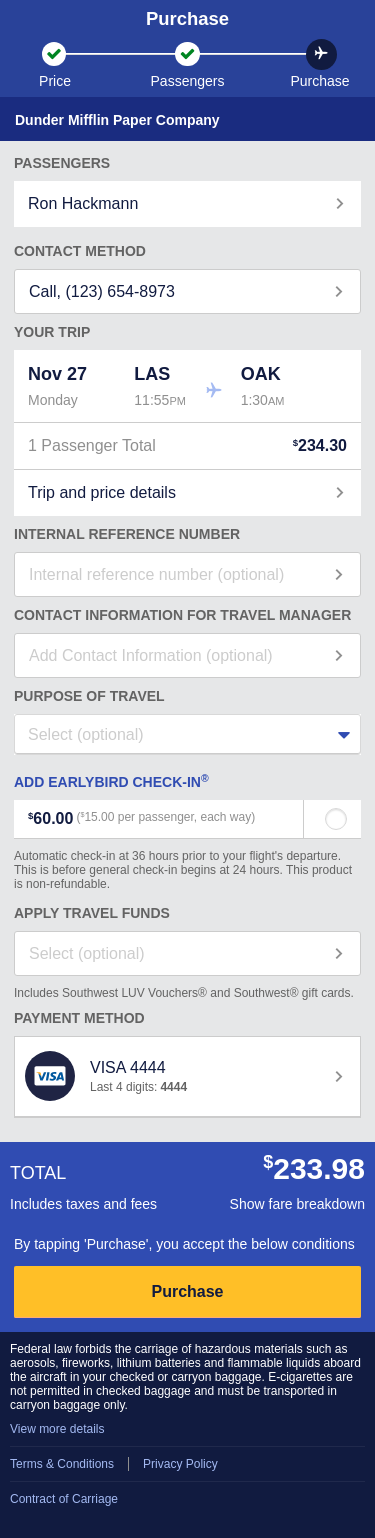 Purchase
Price
Passengers
Purchase
Dunder Mifflin Paper Company
PASSENGERS
Ron Hackmann
CONTACT METHOD
Call, (123) 654-8973
YOUR TRIP
Nov 27 LAS OAK
Monday 11:55PM 1:30AM
1 Passenger Total $234.30
Trip and price details
INTERNAL REFERENCE NUMBER
Internal reference number (optional)
CONTACT INFORMATION FOR TRAVEL MANAGER
Add Contact Information (optional)
PURPOSE OF TRAVEL
Select (optional)
ADD EARLYBIRD CHECK-IN®
$60.00 ($15.00 per passenger, each way)
Automatic check-in at 36 hours prior to your flight's departure.
This is before general check-in begins at 24 hours. This product
is non-refundable.
APPLY TRAVEL FUNDS
Select (optional)
Includes Southwest LUV Vouchers® and Southwest® gift cards.
PAYMENT METHOD
VISA
VISA 4444
Last 4 digits: 4444
TOTAL $233.98
Includes taxes and fees Show fare breakdown
By tapping 'Purchase', you accept the below conditions
Purchase
Federal law forbids the carriage of hazardous materials such as
aerosols, fireworks, lithium batteries and flammable liquids aboard
the aircraft in your checked or carryon baggage. E-cigarettes are
not permitted in checked baggage and must be transported in
carryon baggage only.
View more details
Terms & Conditions | Privacy Policy
Contract of Carriage